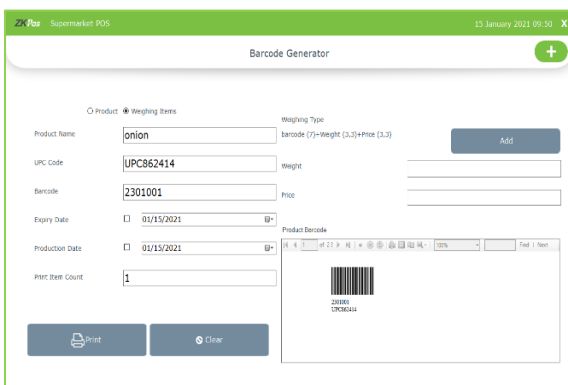 ZKPos Supermarket POS
15 January 2021 09:50 X
Barcode Generator
+
Product Weighing Items
Product Name
onion
UPC Code
UPC862414
Barcode
2301001
Expiry Date
01/15/2021
Production Date
01/15/2021
Print Item Count
1
Print
Clear
Weighing Type
barcode (7)+Weight (3,3)+Price (3,3)
Add
Weight
Price
Product Barcode
1 of 2? 100% Find | Next
2301001
UPC862414